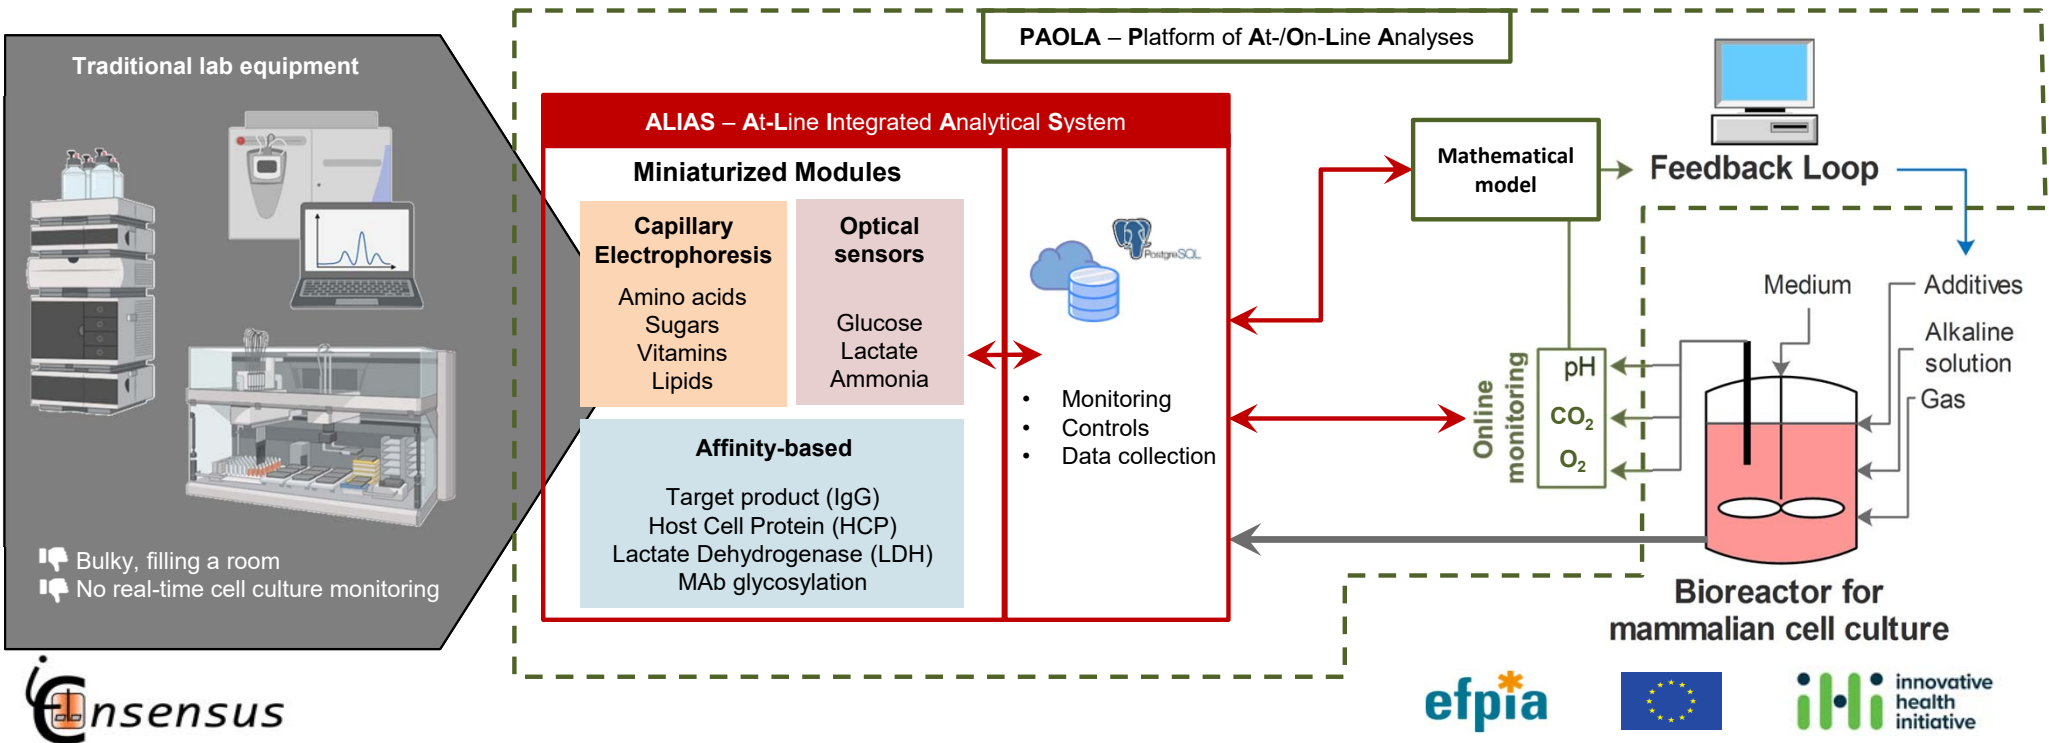 PAOLA – Platform of At-/On-Line Analyses
Traditional lab equipment
Bulky, filling a room
No real-time cell culture monitoring
ALIAS – At-Line Integrated Analytical System
Miniaturized Modules
Capillary
Electrophoresis
Amino acids
Sugars
Vitamins
Lipids
Optical
sensors
Glucose
Lactate
Ammonia
Affinity-based
Target product (IgG)
Host Cell Protein (HCP)
Lactate Dehydrogenase (LDH)
MAb glycosylation
PostgreSQL
• Monitoring
• Controls
• Data collection
Mathematical
model
Feedback Loop
Online
monitoring
pH
CO₂
O₂
Medium
Additives
Alkaline
solution
Gas
Bioreactor for
mammalian cell culture
iConsensus
efpia
iHi
innovative
health
initiative